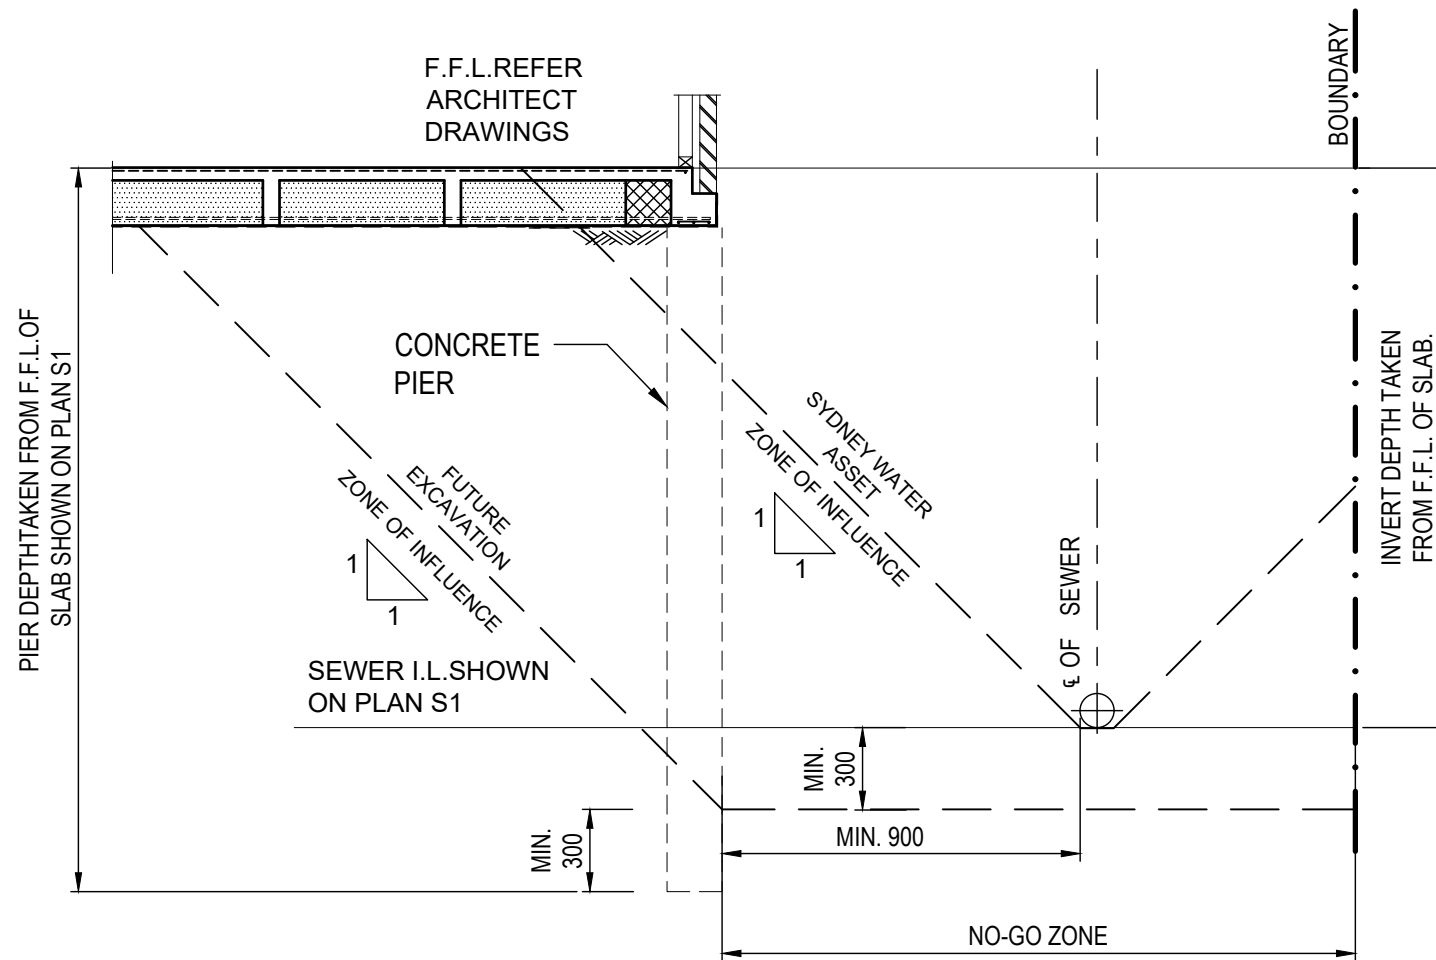 F.F.L.REFER
ARCHITECT
DRAWINGS
BOUNDARY
PIER DEPTHTAKEN FROM F.F.L.OF
SLAB SHOWN ON PLAN S1
CONCRETE
PIER
SYDNEY WATER
ASSET
ZONE OF INFLUENCE
1
1
FUTURE
EXCAVATION
ZONE OF INFLUENCE
1
1
INVERT DEPTH TAKEN
FROM F.F.L. OF SLAB.
℄ OF SEWER
SEWER I.L.SHOWN
ON PLAN S1
MIN.
300
MIN.
300
MIN. 900
NO-GO ZONE